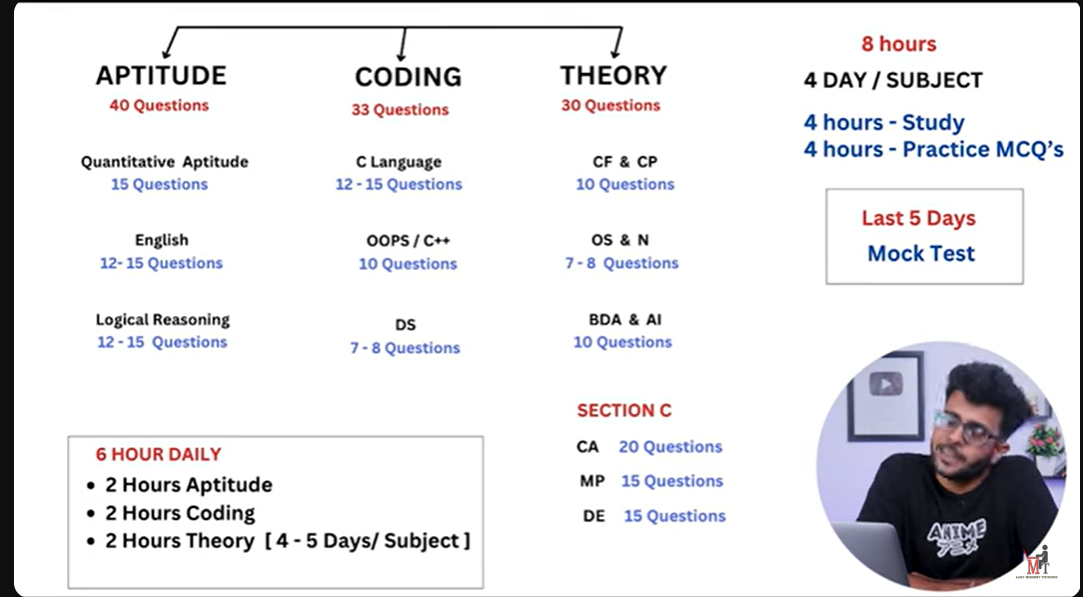 APTITUDE
40 Questions
Quantitative Aptitude
15 Questions
English
12- 15 Questions
Logical Reasoning
12 - 15 Questions
CODING
33 Questions
C Language
12 - 15 Questions
OOPS / C++
10 Questions
DS
7 - 8 Questions
THEORY
30 Questions
CF & CP
10 Questions
OS & N
7 - 8 Questions
BDA & AI
10 Questions
SECTION C
CA 20 Questions
MP 15 Questions
DE 15 Questions
6 HOUR DAILY
• 2 Hours Aptitude
• 2 Hours Coding
• 2 Hours Theory [ 4 - 5 Days/ Subject ]
8 hours
4 DAY / SUBJECT
4 hours - Study
4 hours - Practice MCQ's
Last 5 Days
Mock Test
ANIME
LAST MOMENT TUTIONS